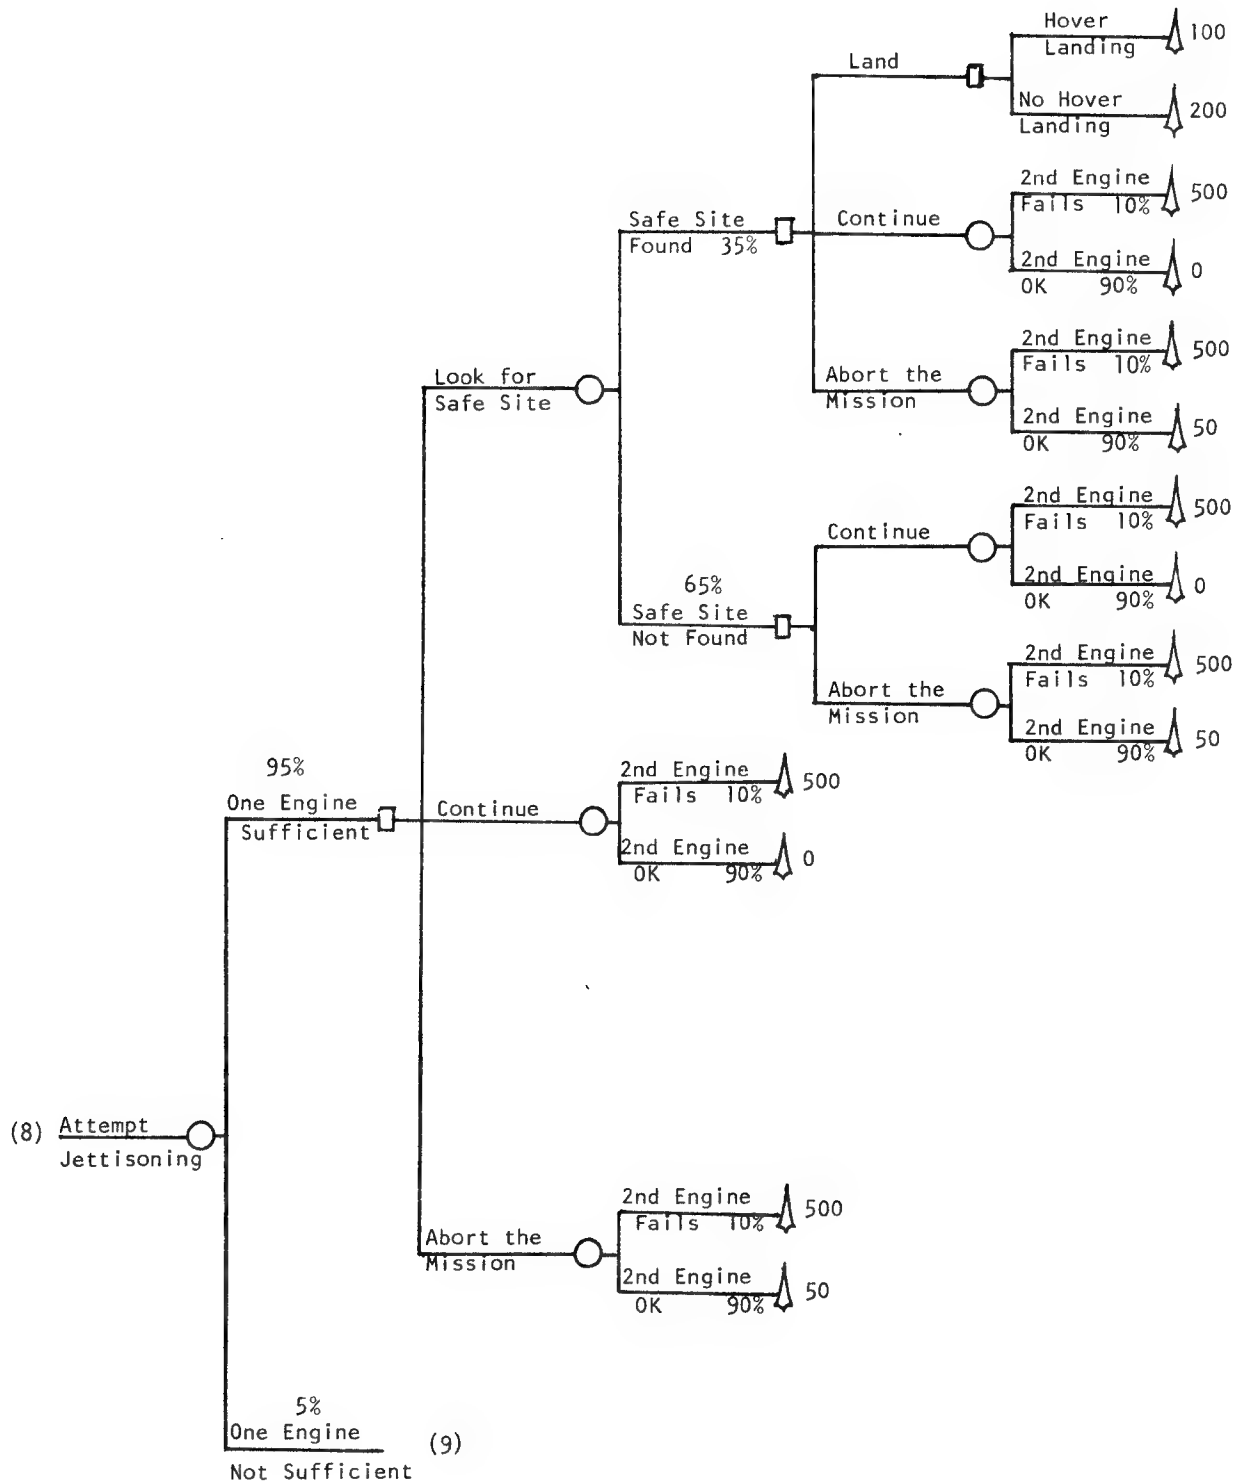 Hover
Landing
100
Land
No Hover
Landing
200
2nd Engine
Fails 10%
500
Safe Site
Found 35%
Continue
2nd Engine
OK 90%
0
2nd Engine
Fails 10%
500
Look for
Safe Site
Abort the
Mission
2nd Engine
OK 90%
50
2nd Engine
Fails 10%
500
Continue
65%
Safe Site
Not Found
2nd Engine
OK 90%
0
2nd Engine
Fails 10%
500
Abort the
Mission
2nd Engine
OK 90%
50
95%
One Engine
Sufficient
Continue
2nd Engine
Fails 10%
500
2nd Engine
OK 90%
0
(8) Attempt
Jettisoning
2nd Engine
Fails 10%
500
Abort the
Mission
2nd Engine
OK 90%
50
5%
One Engine
Not Sufficient
(9)